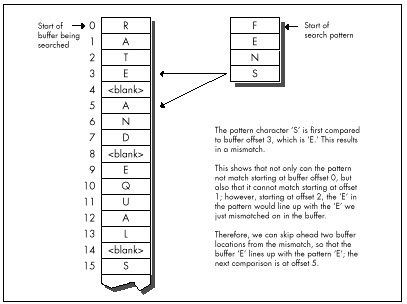 Start of
buffer being
searched
0 R
1 A
2 T
3 E
4 <blank>
5 A
6 N
7 D
8 <blank>
9 E
10 Q
11 U
12 A
13 L
14 <blank>
15 S
F
E
N
S
Start of
search pattern
The pattern character ‘S’ is first compared
to buffer offset 3, which is ‘E.’ This results
in a mismatch.
This shows that not only can the pattern
not match starting at buffer offset 0, but
also that it cannot match starting at offset
1; however, starting at offset 2, the ‘E’ in
the pattern would line up with the ‘E’ we
just mismatched on in the buffer.
Therefore, we can skip ahead two buffer
locations from the mismatch, so that the
buffer ‘E’ lines up with the pattern ‘E’; the
next comparison is at offset 5.